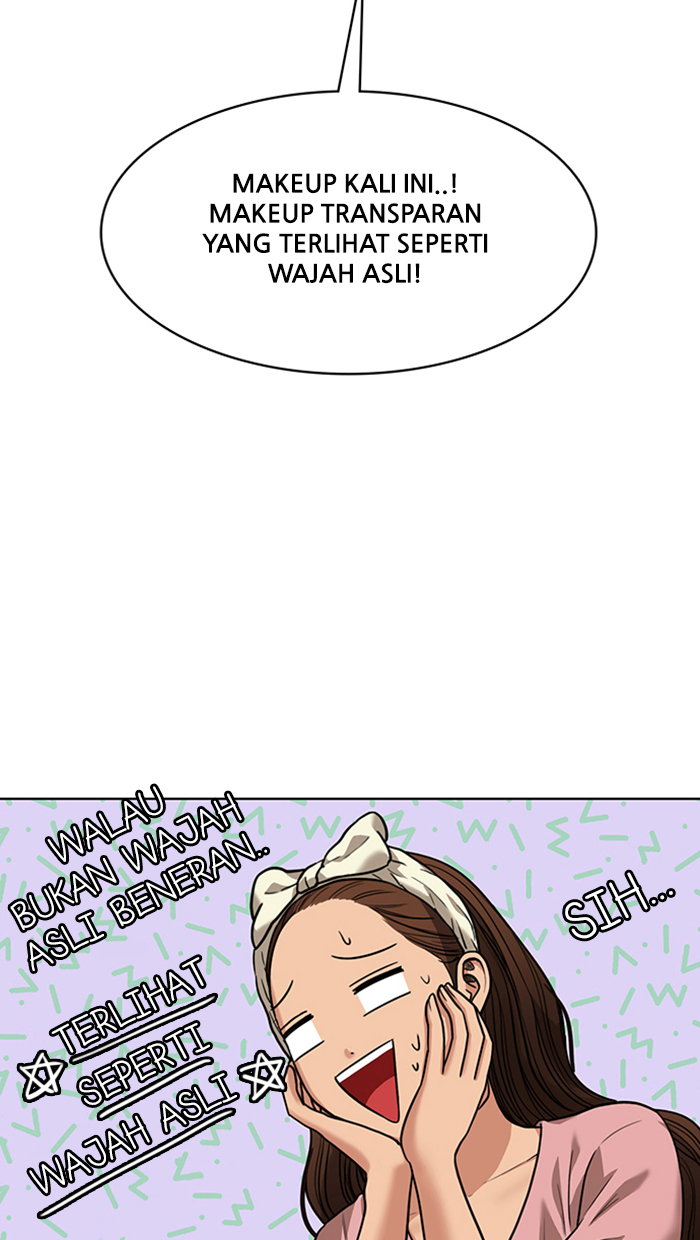 MAKEUP KALI INI..!
MAKEUP TRANSPARAN
YANG TERLIHAT SEPERTI
WAJAH ASLI!
WALAU
BUKAN WAJAH
ASLI BENERAN..
SIH...
TERLIHAT
SEPERTI
WAJAH ASLI